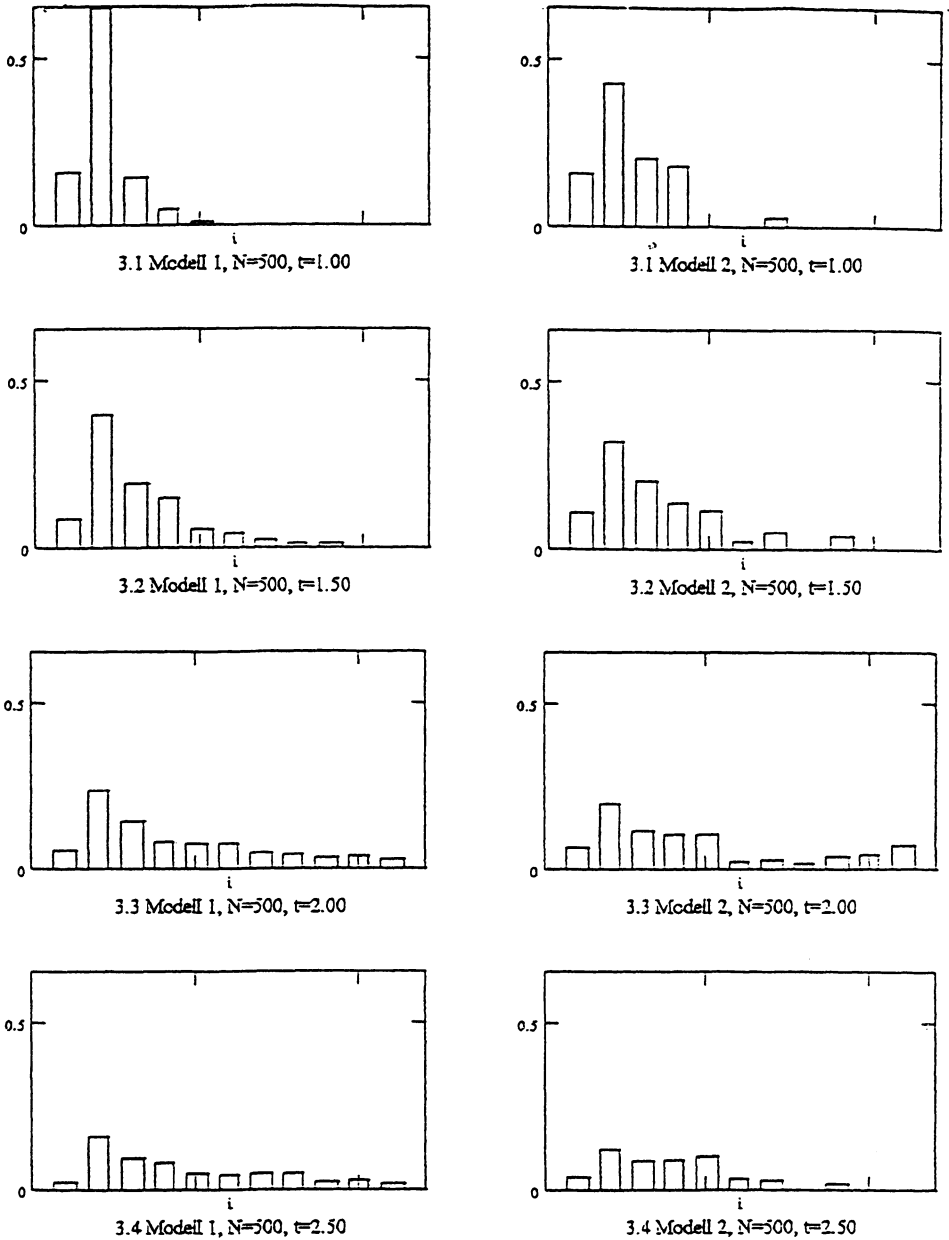 0.5
0.5
0
0
i
i
3.1 Modell 1, N=500, t=1.00
3.1 Modell 2, N=500, t=1.00
0.5
0.5
0
0
i
i
3.2 Modell 1, N=500, t=1.50
3.2 Modell 2, N=500, t=1.50
0.5
0.5
0
0
i
i
3.3 Modell 1, N=500, t=2.00
3.3 Modell 2, N=500, t=2.00
0.5
0.5
0
0
i
i
3.4 Modell 1, N=500, t=2.50
3.4 Modell 2, N=500, t=2.50